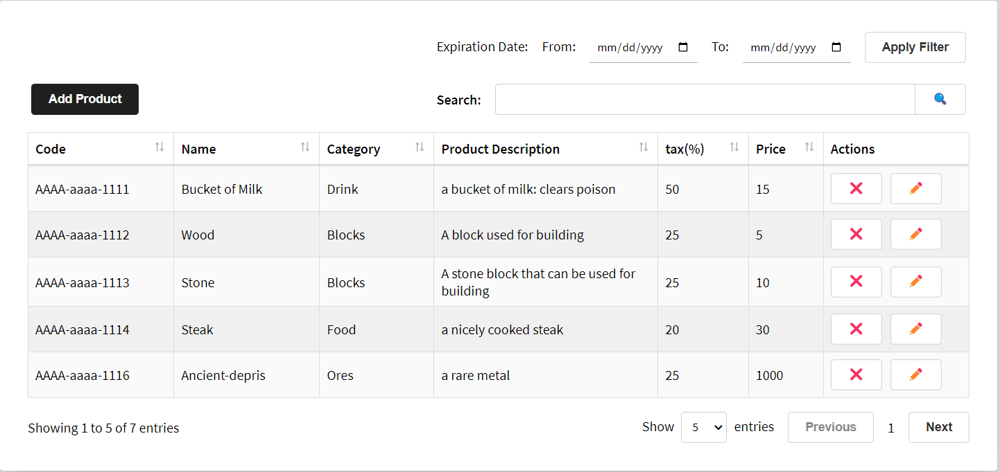 Expiration Date: From: mm/dd/yyyy To: mm/dd/yyyy Apply Filter
Add Product Search:
Code Name Category Product Description tax(%) Price Actions
AAAA-aaaa-1111 Bucket of Milk Drink a bucket of milk: clears poison 50 15
AAAA-aaaa-1112 Wood Blocks A block used for building 25 5
AAAA-aaaa-1113 Stone Blocks A stone block that can be used for
building 25 10
AAAA-aaaa-1114 Steak Food a nicely cooked steak 20 30
AAAA-aaaa-1116 Ancient-depris Ores a rare metal 25 1000
Showing 1 to 5 of 7 entries Show 5 entries Previous 1 Next